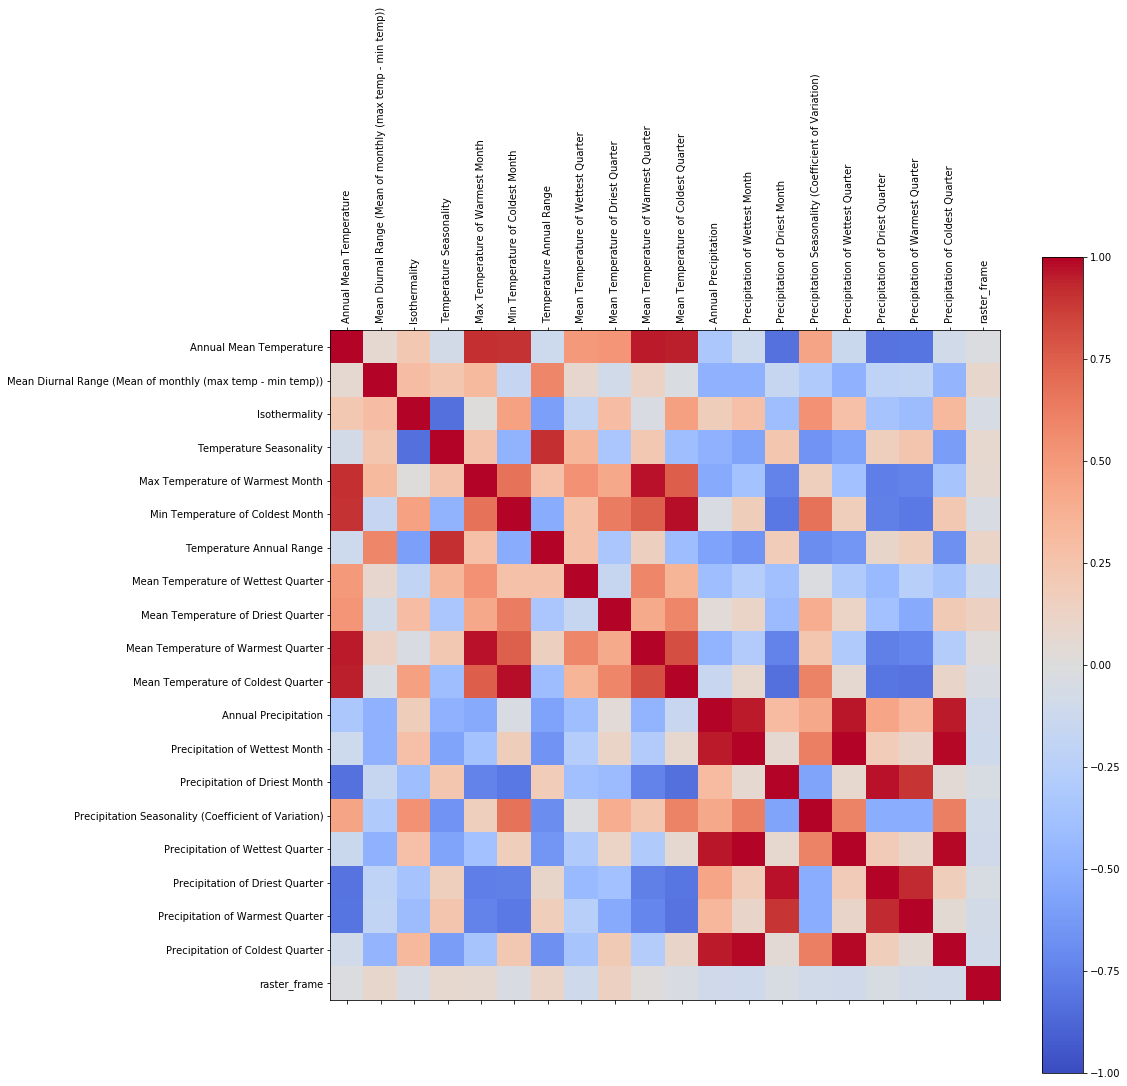 Annual Mean Temperature
Mean Diurnal Range (Mean of monthly (max temp - min temp))
Isothermality
Temperature Seasonality
Max Temperature of Warmest Month
Min Temperature of Coldest Month
Temperature Annual Range
Mean Temperature of Wettest Quarter
Mean Temperature of Driest Quarter
Mean Temperature of Warmest Quarter
Mean Temperature of Coldest Quarter
Annual Precipitation
Precipitation of Wettest Month
Precipitation of Driest Month
Precipitation Seasonality (Coefficient of Variation)
Precipitation of Wettest Quarter
Precipitation of Driest Quarter
Precipitation of Warmest Quarter
Precipitation of Coldest Quarter
raster_frame
Annual Mean Temperature
Mean Diurnal Range (Mean of monthly (max temp - min temp))
Isothermality
Temperature Seasonality
Max Temperature of Warmest Month
Min Temperature of Coldest Month
Temperature Annual Range
Mean Temperature of Wettest Quarter
Mean Temperature of Driest Quarter
Mean Temperature of Warmest Quarter
Mean Temperature of Coldest Quarter
Annual Precipitation
Precipitation of Wettest Month
Precipitation of Driest Month
Precipitation Seasonality (Coefficient of Variation)
Precipitation of Wettest Quarter
Precipitation of Driest Quarter
Precipitation of Warmest Quarter
Precipitation of Coldest Quarter
raster_frame
1.00
0.75
0.50
0.25
0.00
−0.25
−0.50
−0.75
−1.00